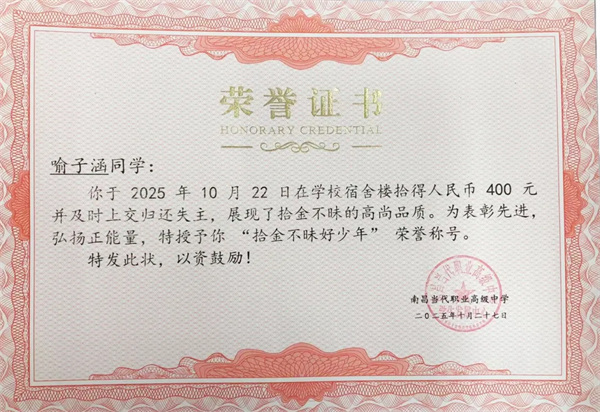 荣誉证书
HONORARY CREDENTIAL
喻子涵同学：
你于 2025 年 10 月 22 日在学校宿舍楼拾得人民币 400 元
并及时上交归还失主，展现了拾金不昧的高尚品质。为表彰先进，
弘扬正能量，特授予你 “拾金不昧好少年” 荣誉称号。
特发此状，以资鼓励！
南昌当代职业高级中学
二〇二五年十月二十七日